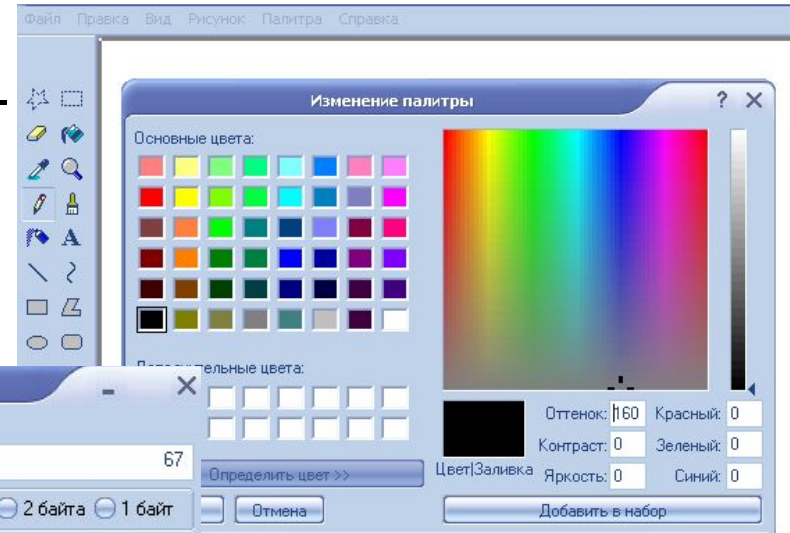 Файл Правка Вид Рисунок Палитра Справка
Изменение палитры
Основные цвета:
тельные цвета:
Определить цвет >>
Отмена
Цвет|Заливка
Оттенок: 160 Красный: 0
Контраст: 0 Зеленый: 0
Яркость: 0 Синий: 0
Добавить в набор
67
2 байта 1 байт